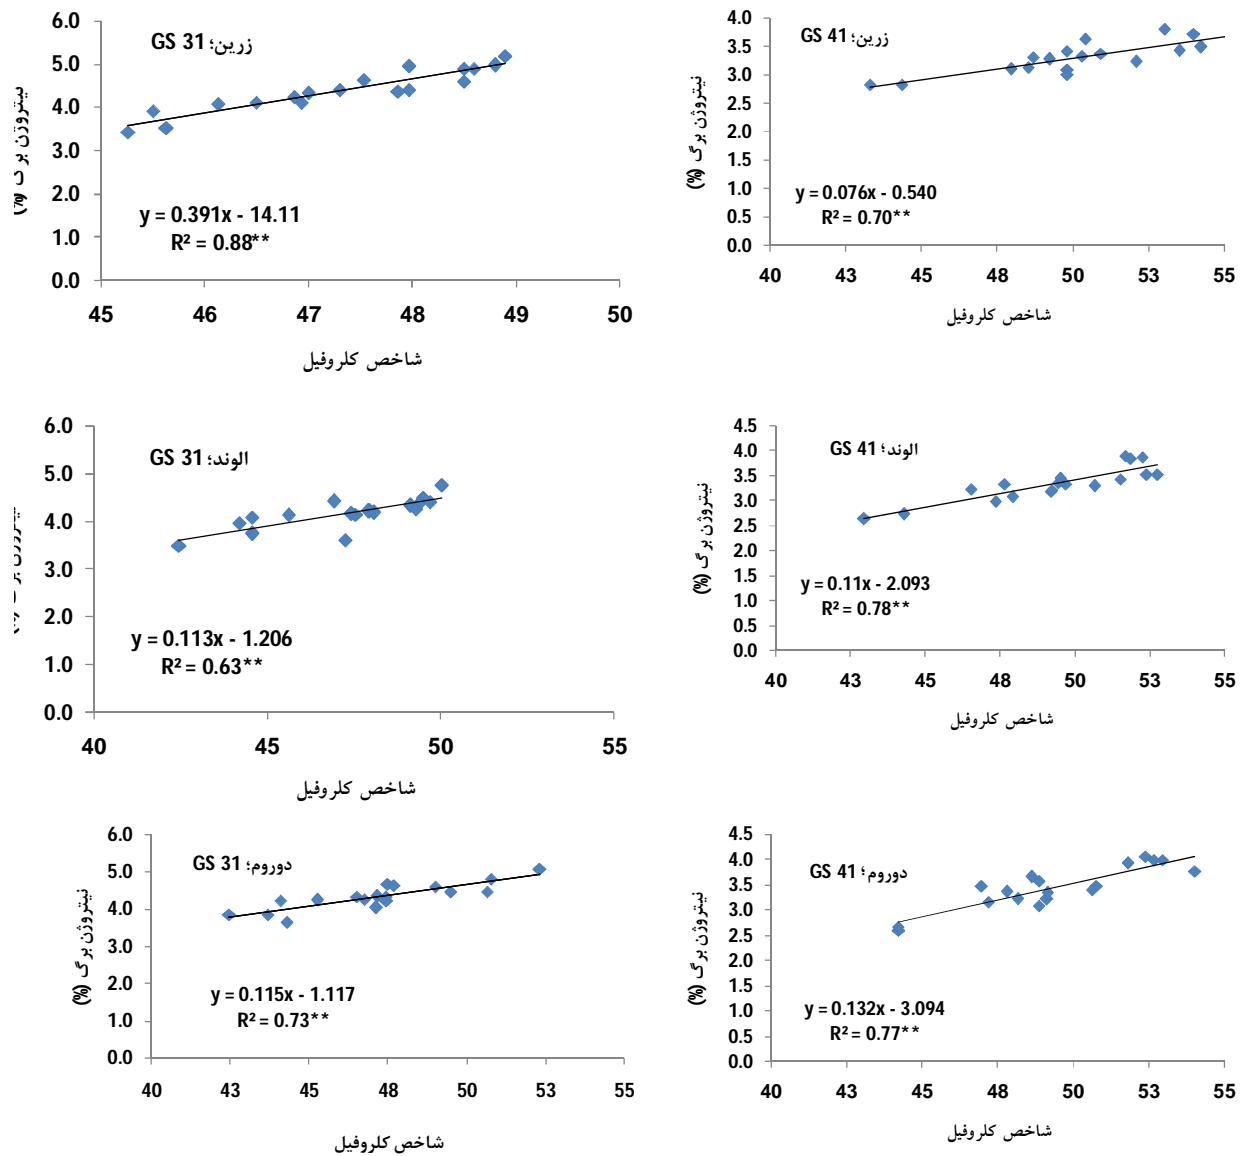 زرین؛ GS 31
نیتروژن برگ (%)
6.0
5.0
4.0
3.0
2.0
1.0
0.0
y = 0.391x - 14.11
R² = 0.88**
45 46 47 48 49 50
شاخص کلروفیل
زرین؛ GS 41
نیتروژن برگ (%)
4.0
3.5
3.0
2.5
2.0
1.5
1.0
0.5
0.0
y = 0.076x - 0.540
R² = 0.70**
40 43 45 48 50 53 55
شاخص کلروفیل
الوند؛ GS 31
6.0
5.0
4.0
3.0
2.0
1.0
0.0
y = 0.113x - 1.206
R² = 0.63**
40 45 50 55
شاخص کلروفیل
الوند؛ GS 41
نیتروژن برگ (%)
4.5
4.0
3.5
3.0
2.5
2.0
1.5
1.0
0.5
0.0
y = 0.11x - 2.093
R² = 0.78**
40 43 45 48 50 53 55
شاخص کلروفیل
دوروم؛ GS 31
نیتروژن برگ (%)
6.0
5.0
4.0
3.0
2.0
1.0
0.0
y = 0.115x - 1.117
R² = 0.73**
40 43 45 48 50 53 55
شاخص کلروفیل
دوروم؛ GS 41
نیتروژن برگ (%)
4.5
4.0
3.5
3.0
2.5
2.0
1.5
1.0
0.5
0.0
y = 0.132x - 3.094
R² = 0.77**
40 43 45 48 50 53 55
شاخص کلروفیل